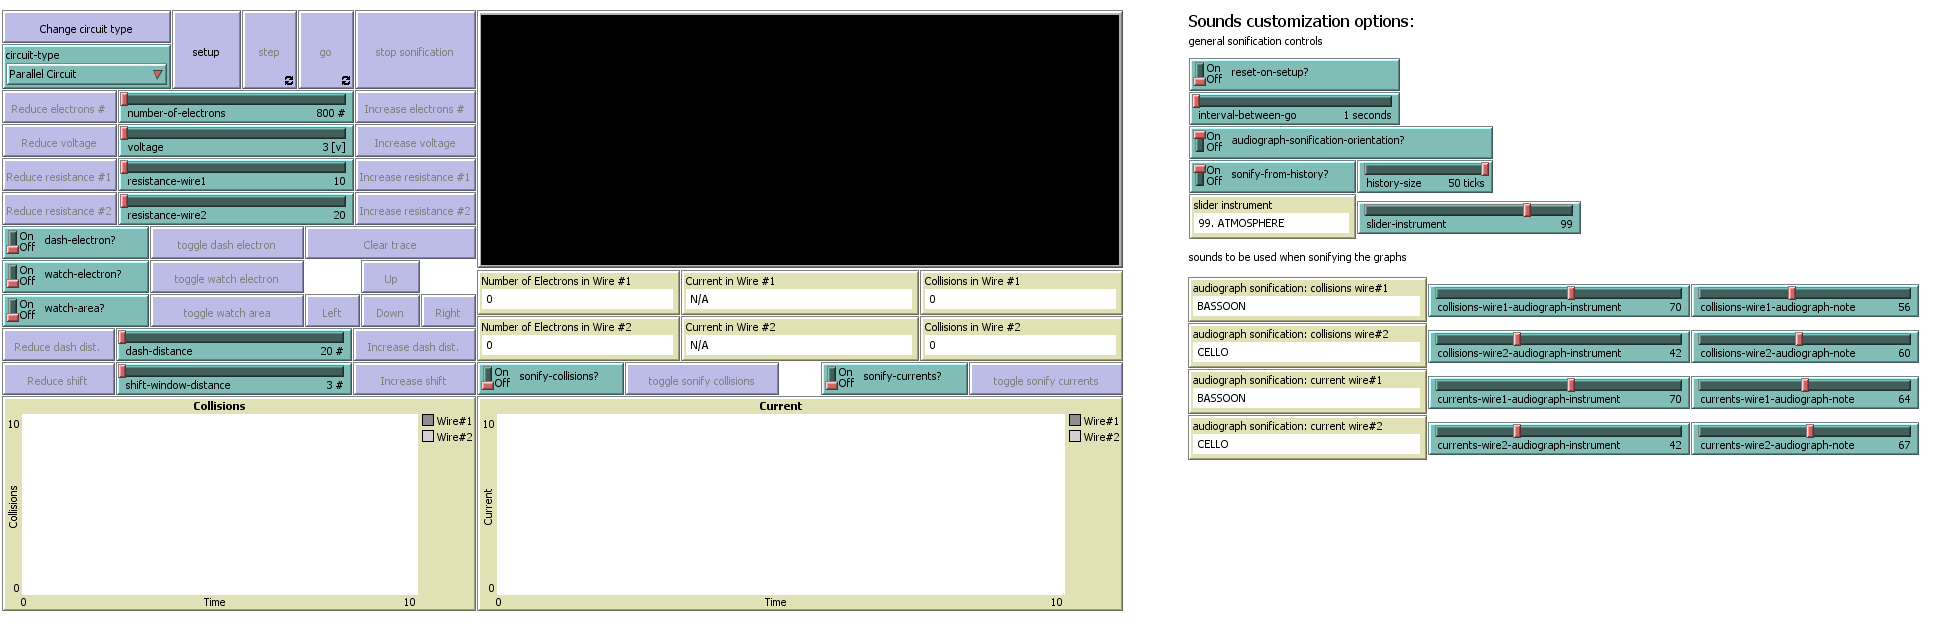 Change circuit type
circuit-type
Parallel Circuit
setup
step
go
stop sonification
Reduce electrons #
number-of-electrons 800 #
Increase electrons #
Reduce voltage
voltage 3 [v]
Increase voltage
Reduce resistance #1
resistance-wire1 10
Increase resistance #1
Reduce resistance #2
resistance-wire2 20
Increase resistance #2
On
Off
dash-electron?
toggle dash electron
Clear trace
On
Off
watch-electron?
toggle watch electron
Up
On
Off
watch-area?
toggle watch area
Left
Down
Right
Reduce dash dist.
dash-distance 20 #
Increase dash dist.
Reduce shift
shift-window-distance 3 #
Increase shift
Number of Electrons in Wire #1
0
Current in Wire #1
N/A
Collisions in Wire #1
0
Number of Electrons in Wire #2
0
Current in Wire #2
N/A
Collisions in Wire #2
0
On
Off
sonify-collisions?
toggle sonify collisions
On
Off
sonify-currents?
toggle sonify currents
Collisions
10
Collisions
0
0 Time 10
Wire#1
Wire#2
Current
10
Current
0
0 Time 10
Wire#1
Wire#2
Sounds customization options:
general sonification controls
On
Off
reset-on-setup?
interval-between-go 1 seconds
On
Off
audiograph-sonification-orientation?
On
Off
sonify-from-history?
history-size 50 ticks
slider instrument
99. ATMOSPHERE
slider-instrument 99
sounds to be used when sonifying the graphs
audiograph sonification: collisions wire#1
BASSOON
collisions-wire1-audiograph-instrument 70
collisions-wire1-audiograph-note 56
audiograph sonification: collisions wire#2
CELLO
collisions-wire2-audiograph-instrument 42
collisions-wire2-audiograph-note 60
audiograph sonification: current wire#1
BASSOON
currents-wire1-audiograph-instrument 70
currents-wire1-audiograph-note 64
audiograph sonification: current wire#2
CELLO
currents-wire2-audiograph-instrument 42
currents-wire2-audiograph-note 67